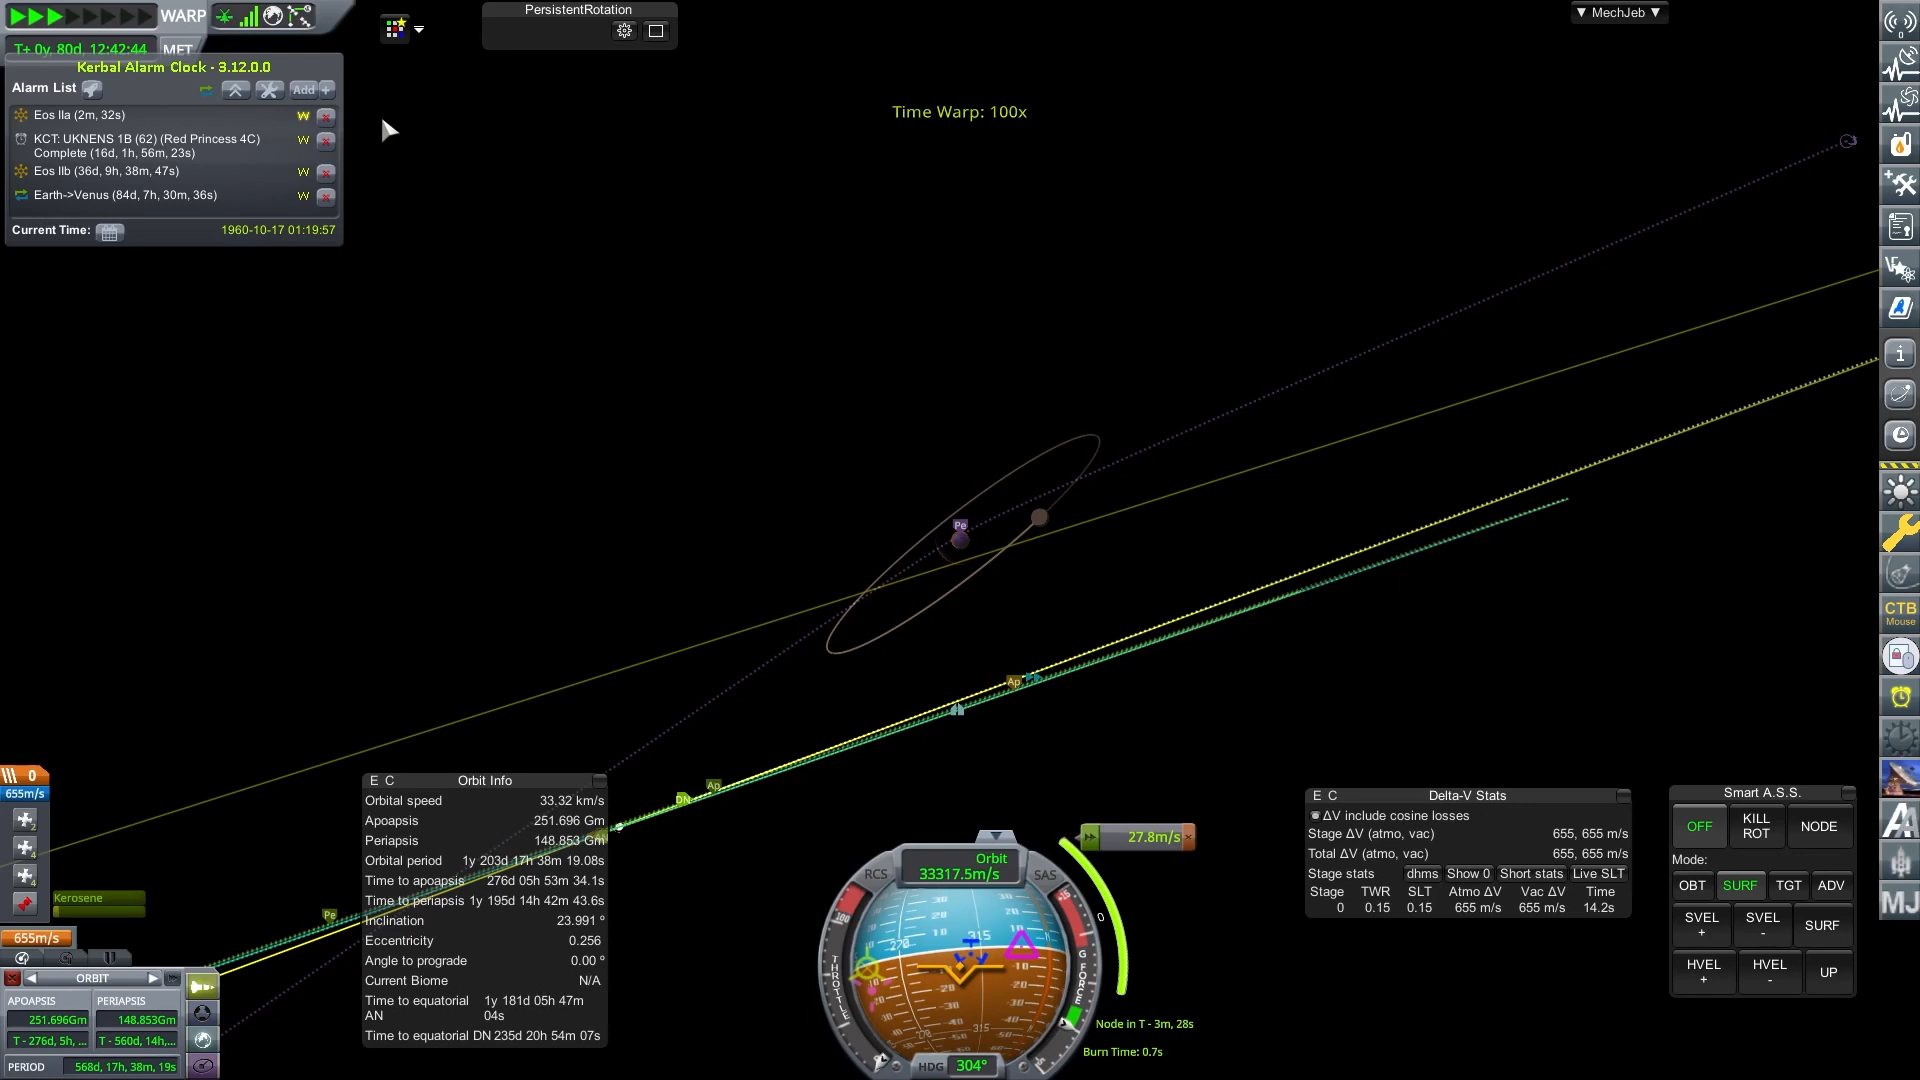 WARP
T+ 0y, 80d, 12:42:44
MET
Kerbal Alarm Clock - 3.12.0.0
Alarm List
Add +
Eos IIa (2m, 32s)
W
KCT: UKNENS 1B (62) (Red Princess 4C)
Complete (16d, 1h, 56m, 23s)
W
Eos IIb (36d, 9h, 38m, 47s)
W
Earth->Venus (84d, 7h, 30m, 36s)
W
Current Time:
1960-10-17 01:19:57
PersistentRotation
▼ MechJeb ▼
Time Warp: 100x
Pe
Ap
Ap
DN
Pe
0
655m/s
2
4
4
Kerosene
655m/s
ORBIT
APOAPSIS
PERIAPSIS
251.696Gm
148.853Gm
T - 276d, 5h, ...
T - 560d, 14h,...
PERIOD
568d, 17h, 38m, 19s
E C Orbit Info
Orbital speed 33.32 km/s
Apoapsis 251.696 Gm
Periapsis 148.853 Gm
Orbital period 1y 203d 17h 38m 19.08s
Time to apoapsis 276d 05h 53m 34.1s
Time to periapsis 1y 195d 14h 42m 43.6s
Inclination 23.991 º
Eccentricity 0.256
Angle to prograde 0.00 º
Current Biome N/A
Time to equatorial AN 1y 181d 05h 47m 04s
Time to equatorial DN 235d 20h 54m 07s
Orbit
33317.5m/s
RCS
SAS
THROTTLE
G FORCE
HDG 304°
27.8m/s
Node in T - 3m, 28s
Burn Time: 0.7s
E C Delta-V Stats
ΔV include cosine losses
Stage ΔV (atmo, vac) 655, 655 m/s
Total ΔV (atmo, vac) 655, 655 m/s
Stage stats dhms Show 0 Short stats Live SLT
Stage TWR SLT Atmo ΔV Vac ΔV Time
0 0.15 0.15 655 m/s 655 m/s 14.2s
Smart A.S.S.
OFF
KILL ROT
NODE
Mode:
OBT SURF TGT ADV
SVEL +
SVEL -
SURF
HVEL +
HVEL -
UP
CTB
Mouse
MJ